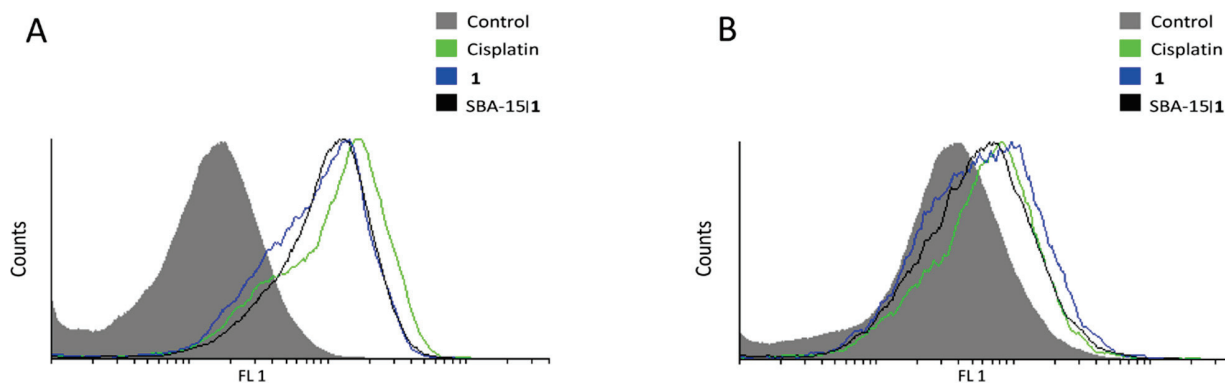 A
Control
Cisplatin
1
SBA-15|1
Counts
FL 1
B
Control
Cisplatin
1
SBA-15|1
Counts
FL 1